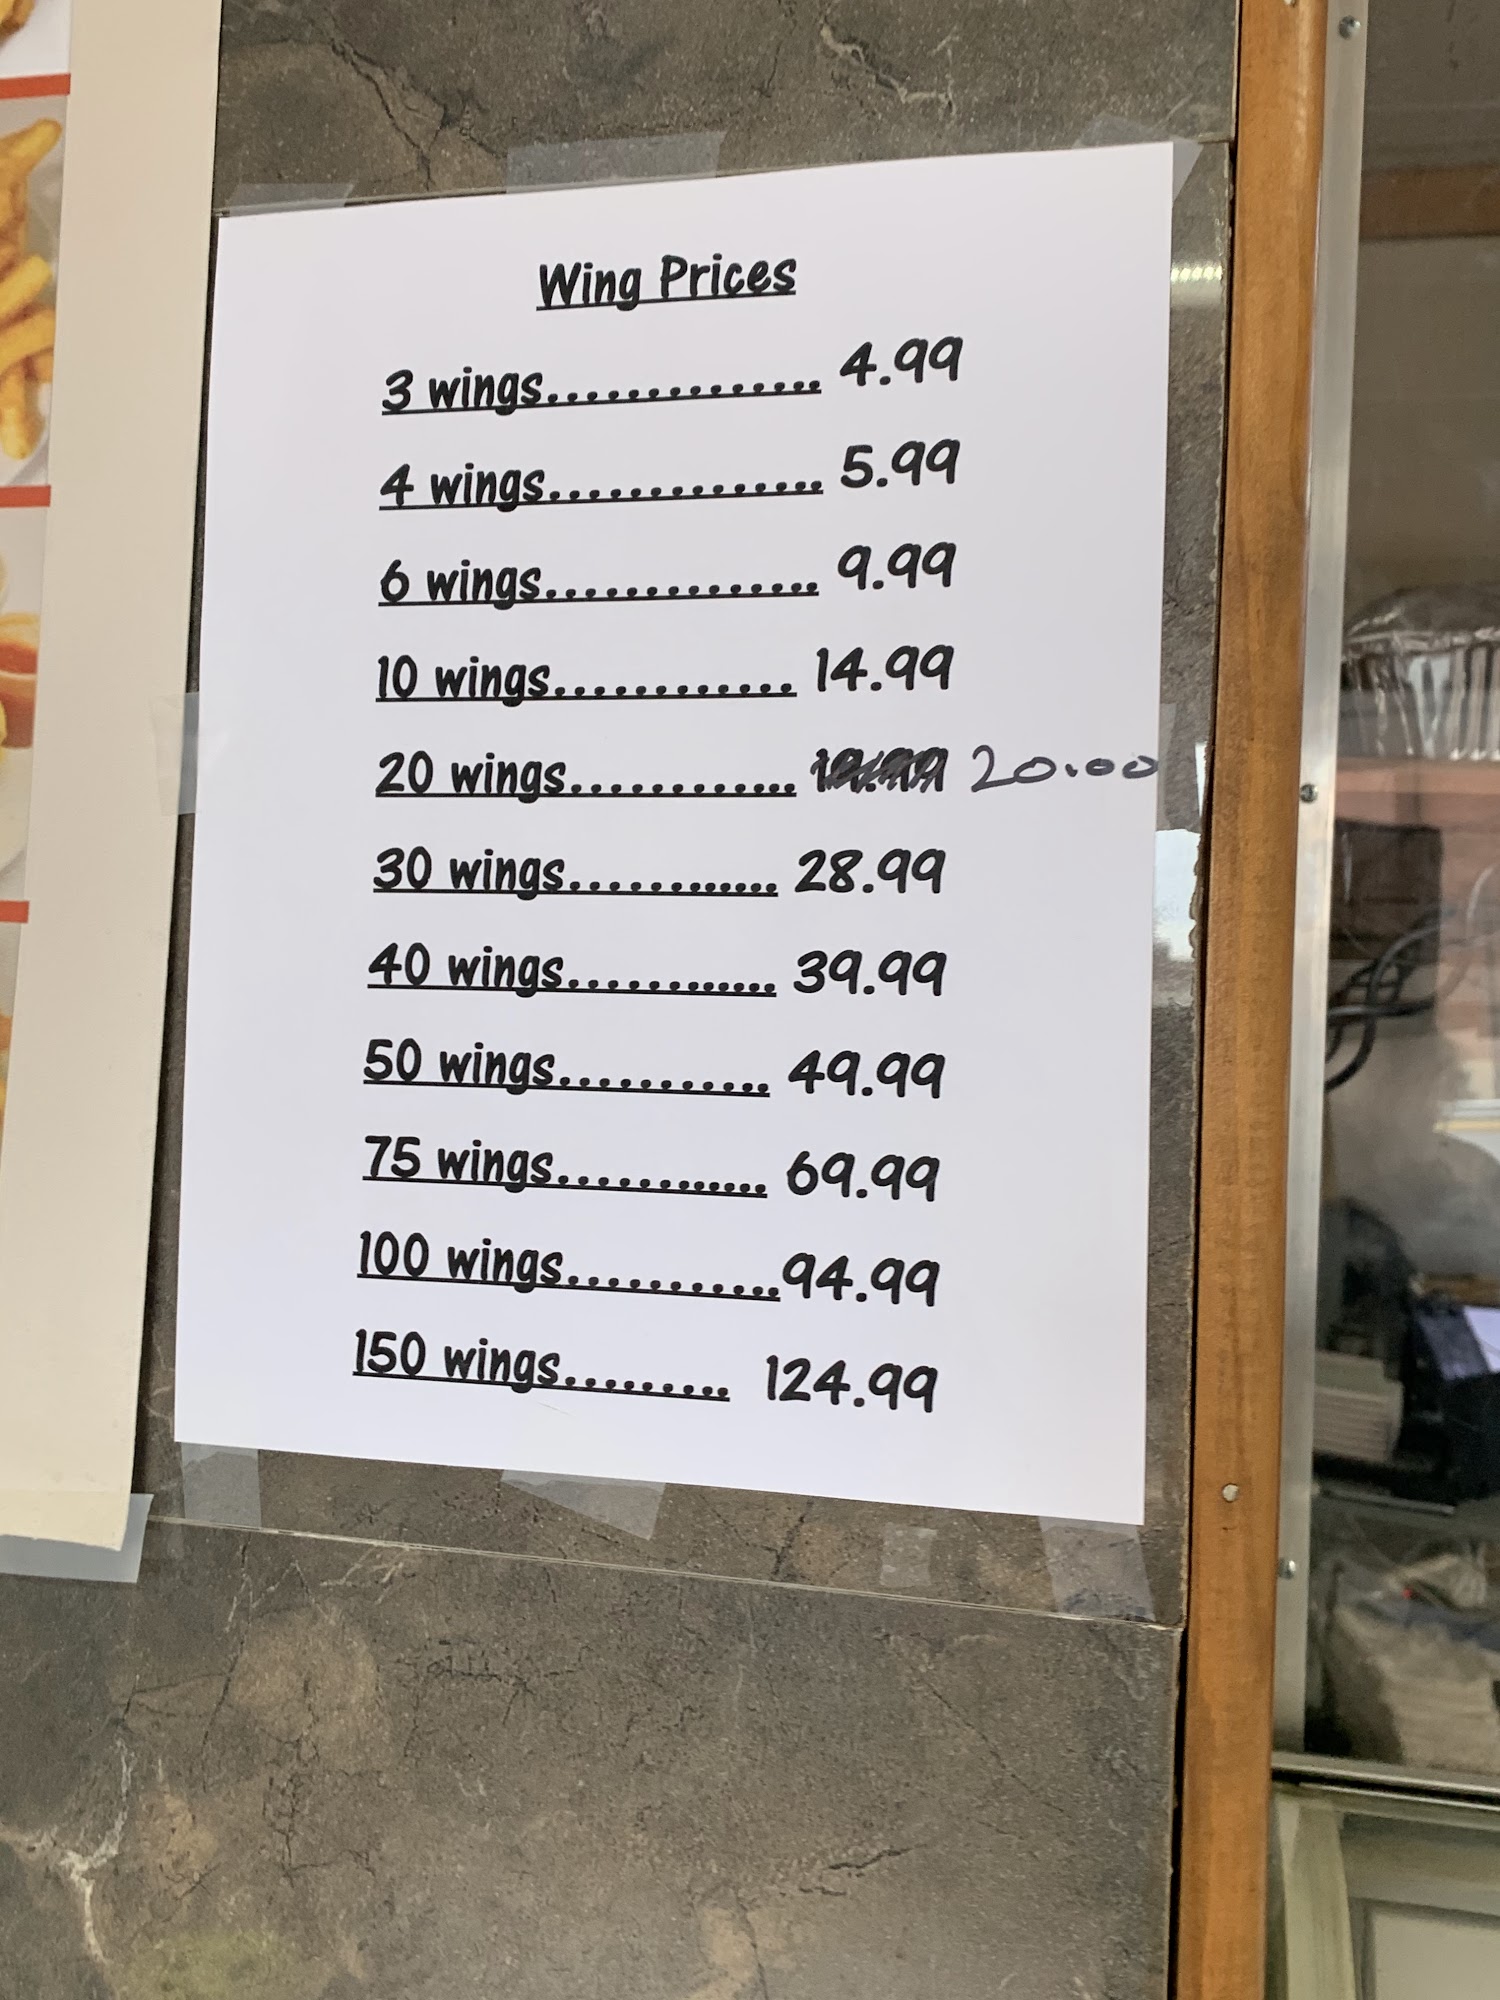 Wing Prices
3 wings.............. 4.99
4 wings.............. 5.99
6 wings.............. 9.99
10 wings............ 14.99
20 wings............ 20.00
30 wings............ 28.99
40 wings............ 39.99
50 wings........... 49.99
75 wings............ 69.99
100 wings...........94.99
150 wings......... 124.99